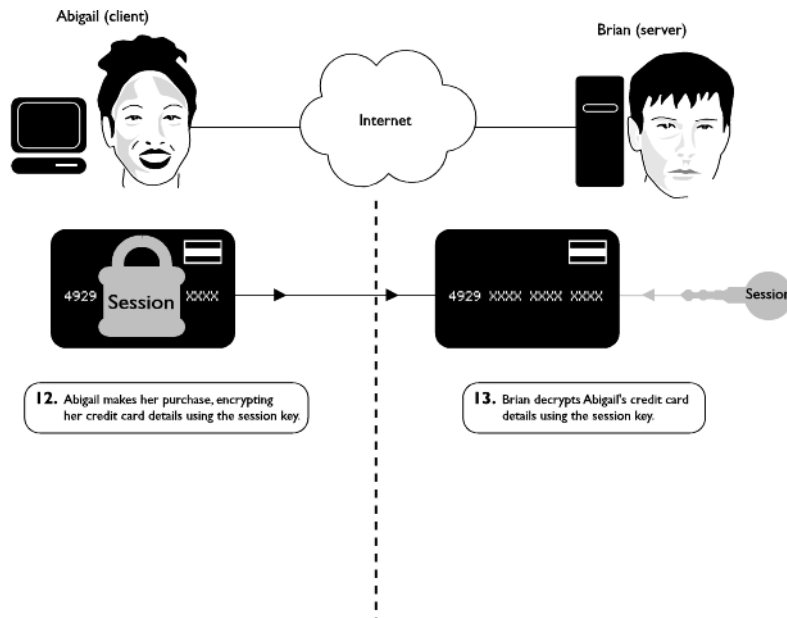 Abigail (client)
Brian (server)
Internet
4929 Session XXXX
4929 XXXX XXXX XXXX
Session
12. Abigail makes her purchase, encrypting
her credit card details using the session key.
13. Brian decrypts Abigail's credit card
details using the session key.